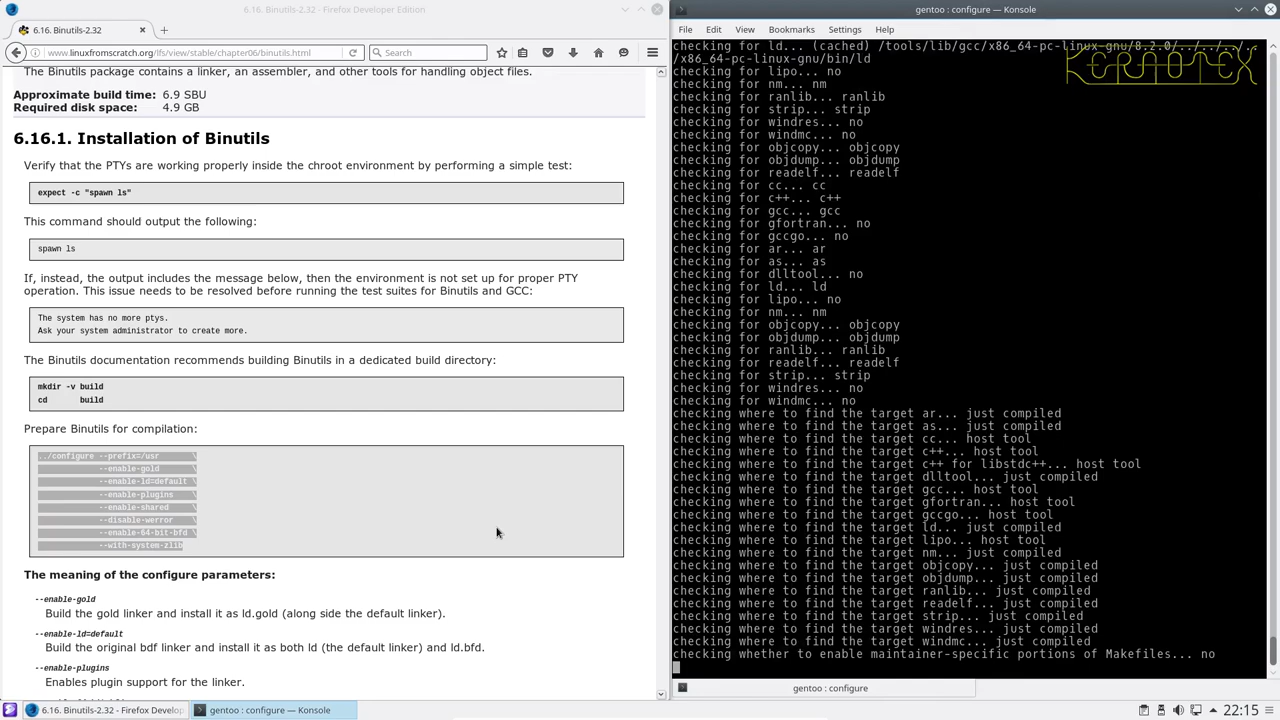 6.16. Binutils-2.32 - Firefox Developer Edition
6.16. Binutils-2.32
www.linuxfromscratch.org/lfs/view/stable/chapter06/binutils.html
Search
The Binutils package contains a linker, an assembler, and other tools for handling object files.
Approximate build time: 6.9 SBU
Required disk space: 4.9 GB
6.16.1. Installation of Binutils
Verify that the PTYs are working properly inside the chroot environment by performing a simple test:
expect -c "spawn ls"
This command should output the following:
spawn ls
If, instead, the output includes the message below, then the environment is not set up for proper PTY
operation. This issue needs to be resolved before running the test suites for Binutils and GCC:
The system has no more ptys.
Ask your system administrator to create more.
The Binutils documentation recommends building Binutils in a dedicated build directory:
mkdir -v build
cd build
Prepare Binutils for compilation:
../configure --prefix=/usr \
--enable-gold \
--enable-ld=default \
--enable-plugins \
--enable-shared \
--disable-werror \
--enable-64-bit-bfd \
--with-system-zlib
The meaning of the configure parameters:
--enable-gold
Build the gold linker and install it as ld.gold (along side the default linker).
--enable-ld=default
Build the original bdf linker and install it as both ld (the default linker) and ld.bfd.
--enable-plugins
Enables plugin support for the linker.
gentoo : configure — Konsole
File Edit View Bookmarks Settings Help
checking for ld... (cached) /tools/lib/gcc/x86_64-pc-linux-gnu/8.2.0/../../../..
/x86_64-pc-linux-gnu/bin/ld
checking for lipo... no
checking for nm... nm
checking for ranlib... ranlib
checking for strip... strip
checking for windres... no
checking for windmc... no
checking for objcopy... objcopy
checking for objdump... objdump
checking for readelf... readelf
checking for cc... cc
checking for c++... c++
checking for gcc... gcc
checking for gfortran... no
checking for gccgo... no
checking for ar... ar
checking for as... as
checking for dlltool... no
checking for ld... ld
checking for lipo... no
checking for nm... nm
checking for objcopy... objcopy
checking for objdump... objdump
checking for ranlib... ranlib
checking for readelf... readelf
checking for strip... strip
checking for windres... no
checking for windmc... no
checking where to find the target ar... just compiled
checking where to find the target as... just compiled
checking where to find the target cc... host tool
checking where to find the target c++... host tool
checking where to find the target c++ for libstdc++... host tool
checking where to find the target dlltool... just compiled
checking where to find the target gcc... host tool
checking where to find the target gfortran... host tool
checking where to find the target gccgo... host tool
checking where to find the target ld... just compiled
checking where to find the target lipo... host tool
checking where to find the target nm... just compiled
checking where to find the target objcopy... just compiled
checking where to find the target objdump... just compiled
checking where to find the target ranlib... just compiled
checking where to find the target readelf... just compiled
checking where to find the target strip... just compiled
checking where to find the target windres... just compiled
checking where to find the target windmc... just compiled
checking whether to enable maintainer-specific portions of Makefiles... no
gentoo : configure
6.16. Binutils-2.32 - Firefox Develop
gentoo : configure — Konsole
22:15